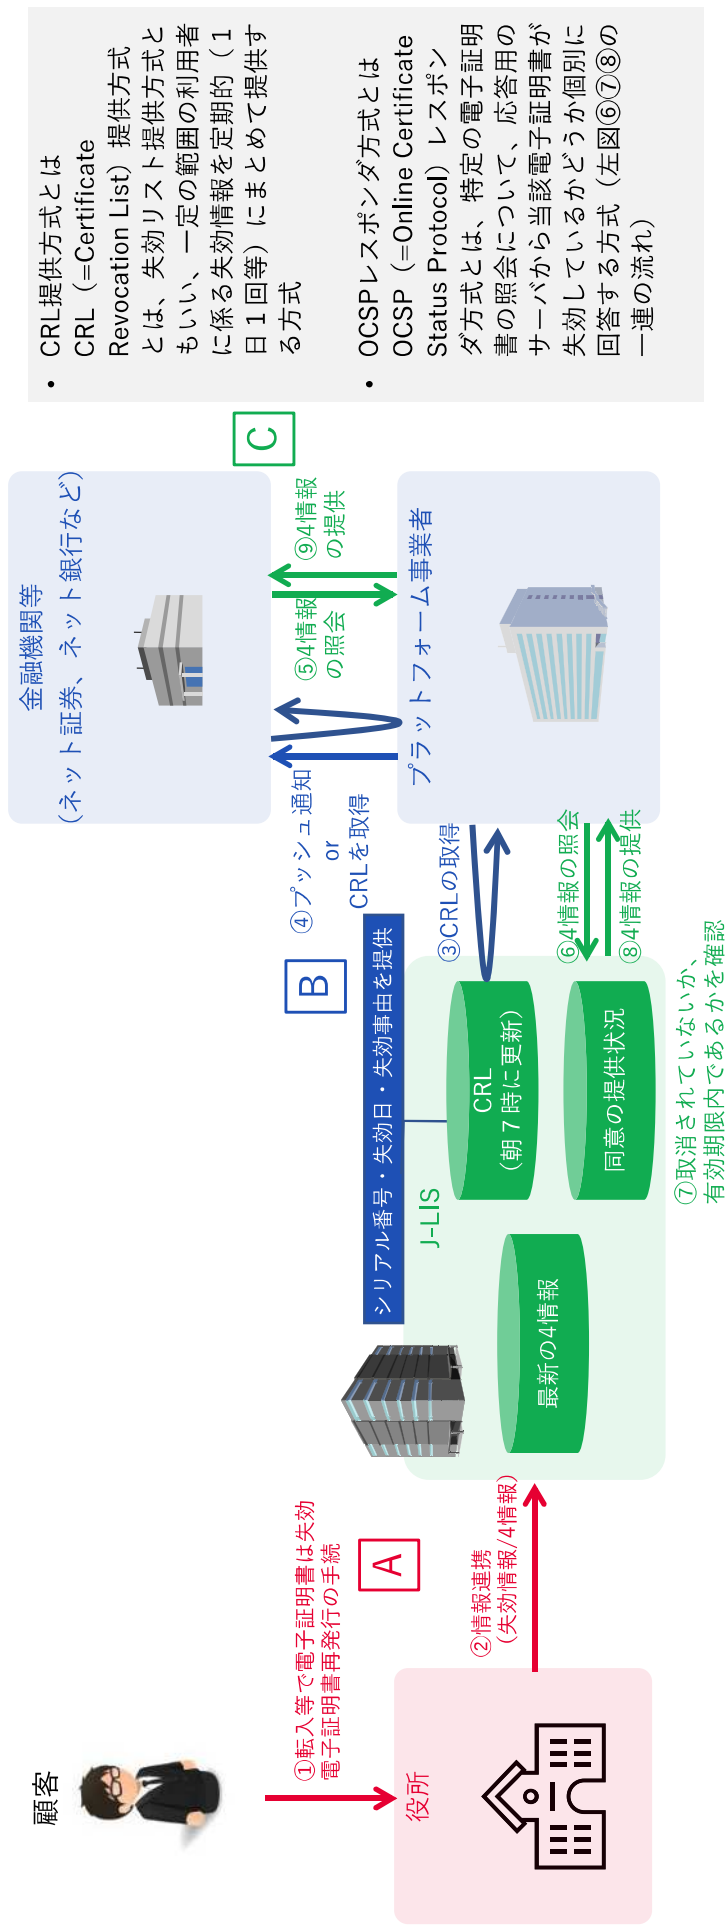 顧客
①転入等で電子証明書は失効
電子証明書再発行の手続
役所
A
②情報連携
（失効情報/4情報）
J-LIS
最新の4情報
シリアル番号・失効日・失効事由を提供
CRL
（朝７時に更新）
同意の提供状況
B
③CRLの取得
④プッシュ通知
or
CRLを取得
金融機関等
（ネット証券、ネット銀行など）
プラットフォーム事業者
C
⑤4情報
の照会
⑨4情報
の提供
⑥4情報の照会
⑧4情報の提供
⑦取消されていないか、
有効期限内であるかを確認
• CRL提供方式とは
CRL（=Certificate
Revocation List）提供方式
とは、失効リスト提供方式と
もいい、一定の範囲の利用者
に係る失効情報を定期的（１
日１回等）にまとめて提供す
る方式
• OCSPレスポンダ方式とは
OCSP（=Online Certificate
Status Protocol）レスポン
ダ方式とは、特定の電子証明
書の照会について、応答用の
サーバから当該電子証明書が
失効しているかどうか個別に
回答する方式（左図⑥⑦⑧の
一連の流れ）